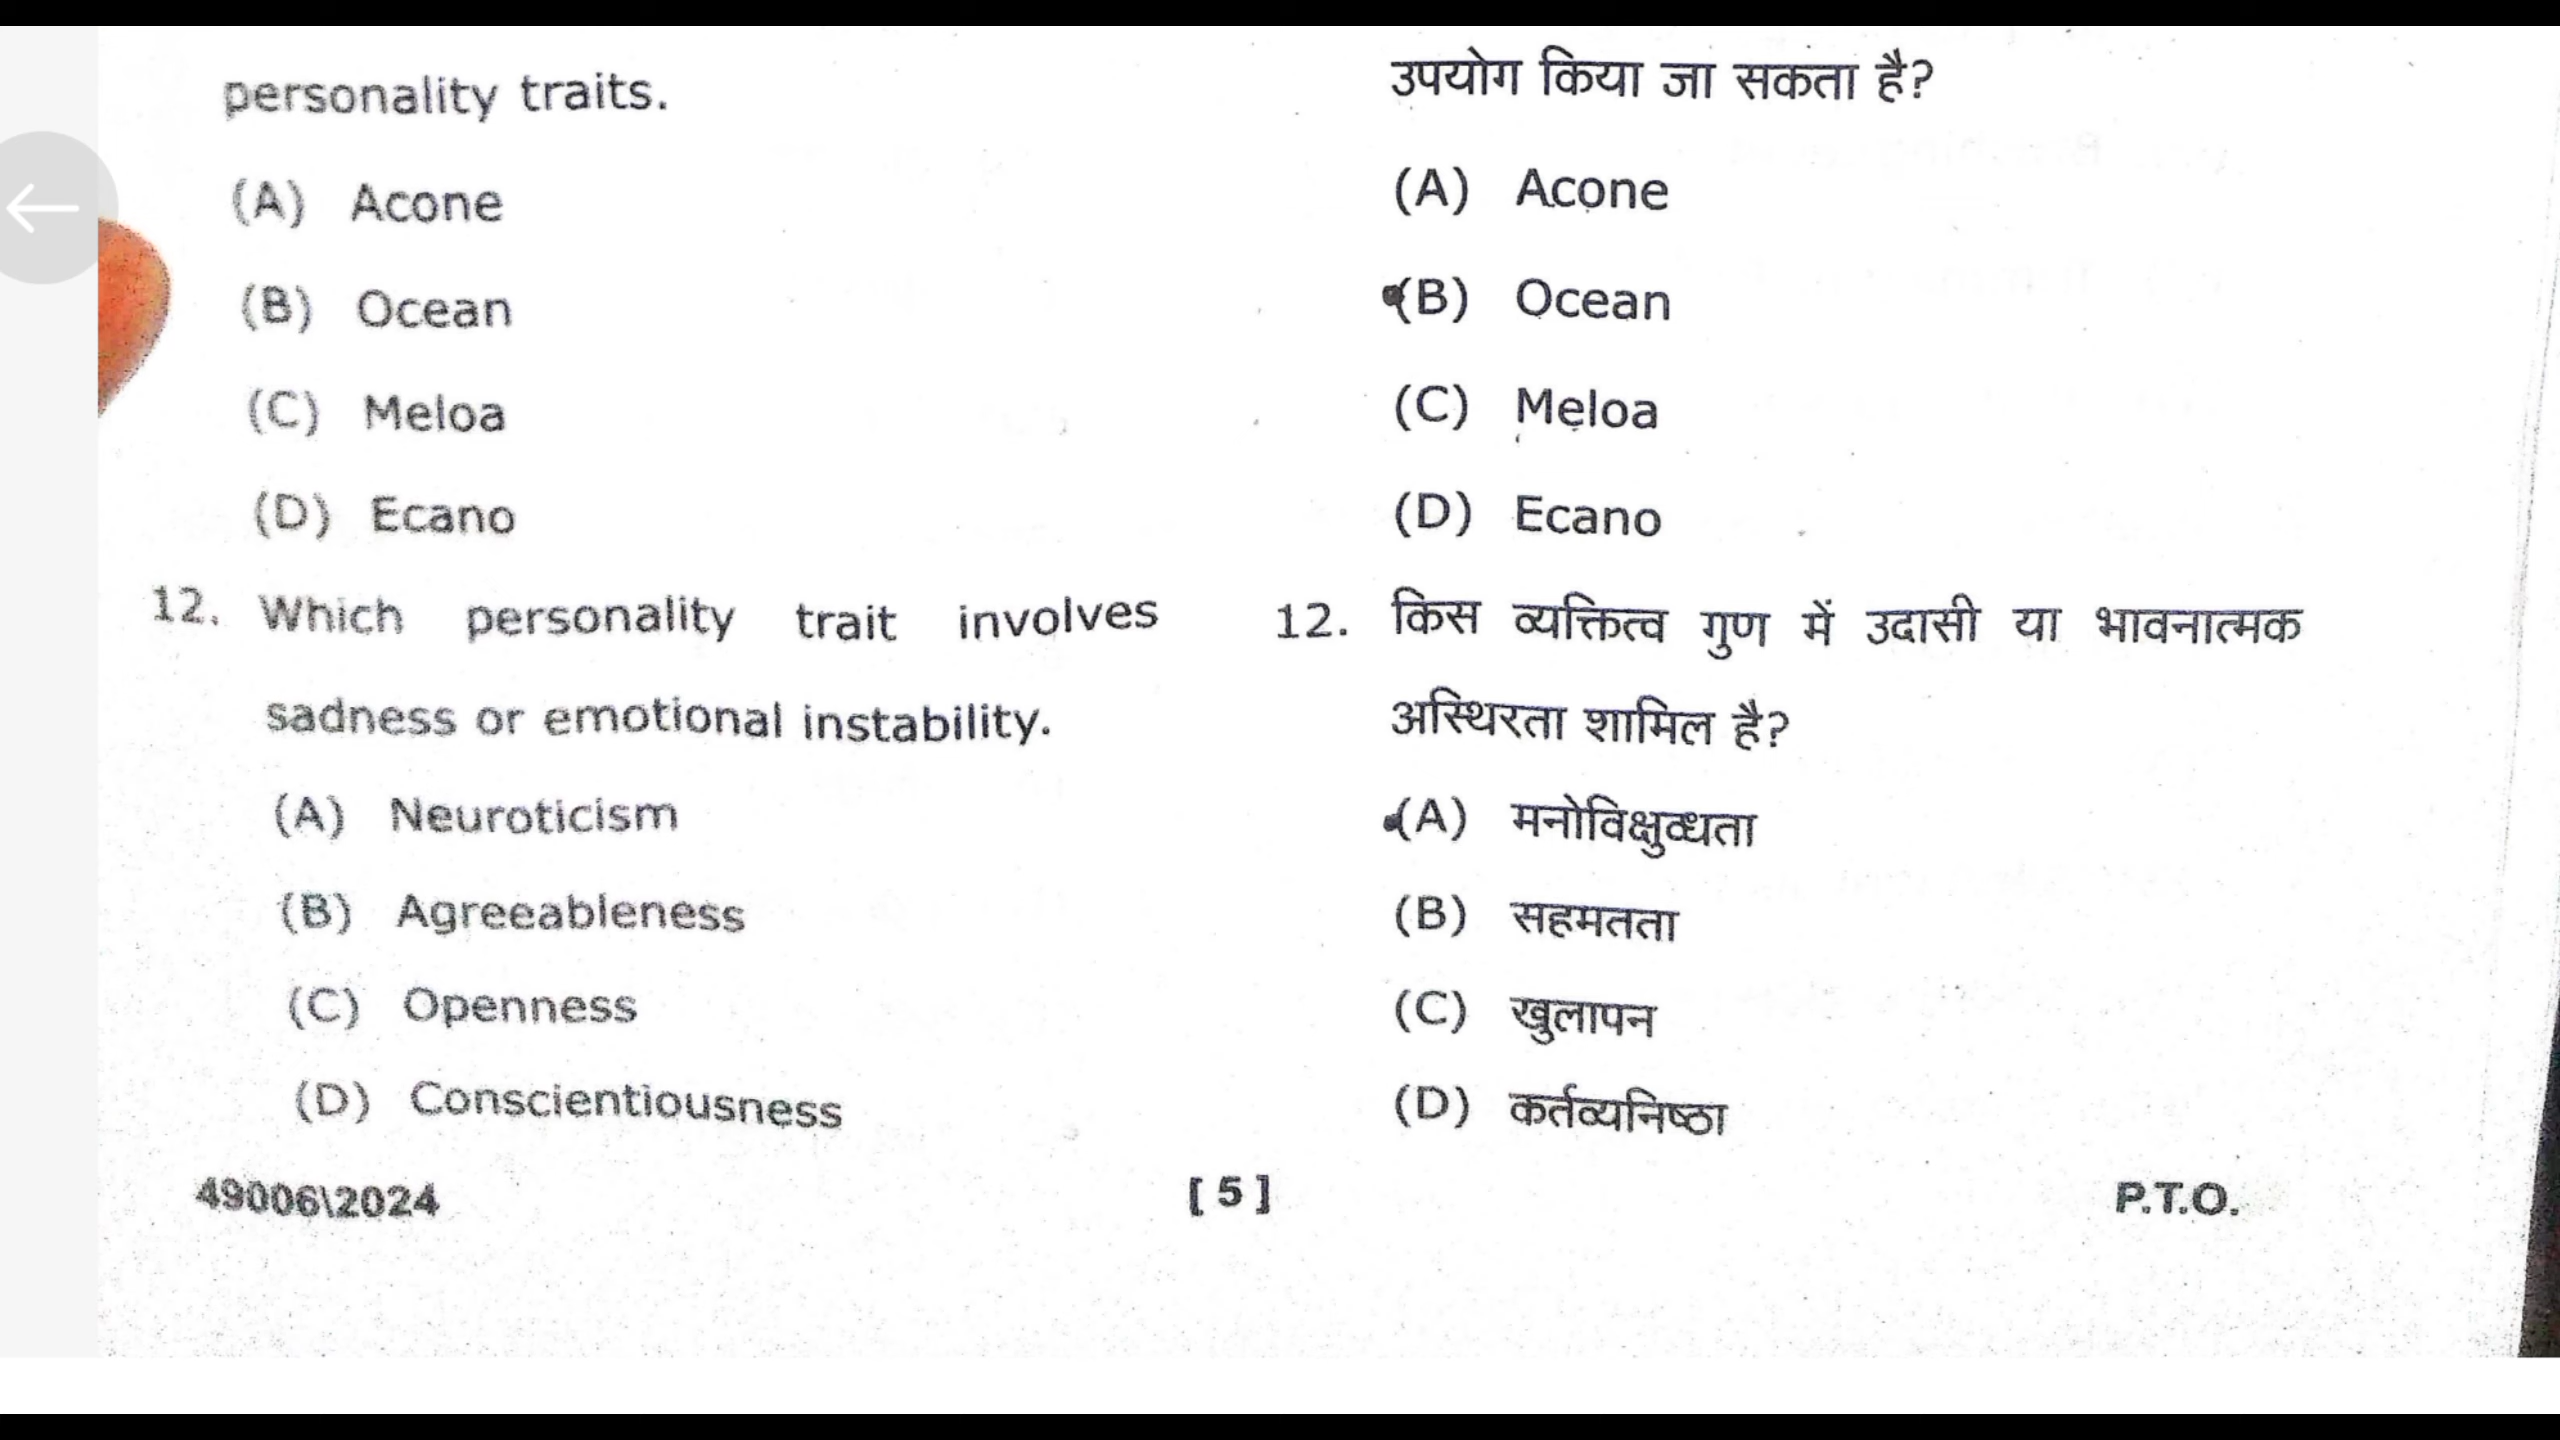 personality traits.
(A) Acone
(B) Ocean
(C) Meloa
(D) Ecano
12. Which personality trait involves
sadness or emotional instability.
(A) Neuroticism
(B) Agreeableness
(C) Openness
(D) Conscientiousness
उपयोग किया जा सकता है?
(A) Acone
(B) Ocean
(C) Meloa
(D) Ecano
12. किस व्यक्तित्व गुण में उदासी या भावनात्मक
अस्थिरता शामिल है?
(A) मनोविक्षुव्धता
(B) सहमतता
(C) खुलापन
(D) कर्तव्यनिष्ठा
49006\2024 [ 5 ] P.T.O.